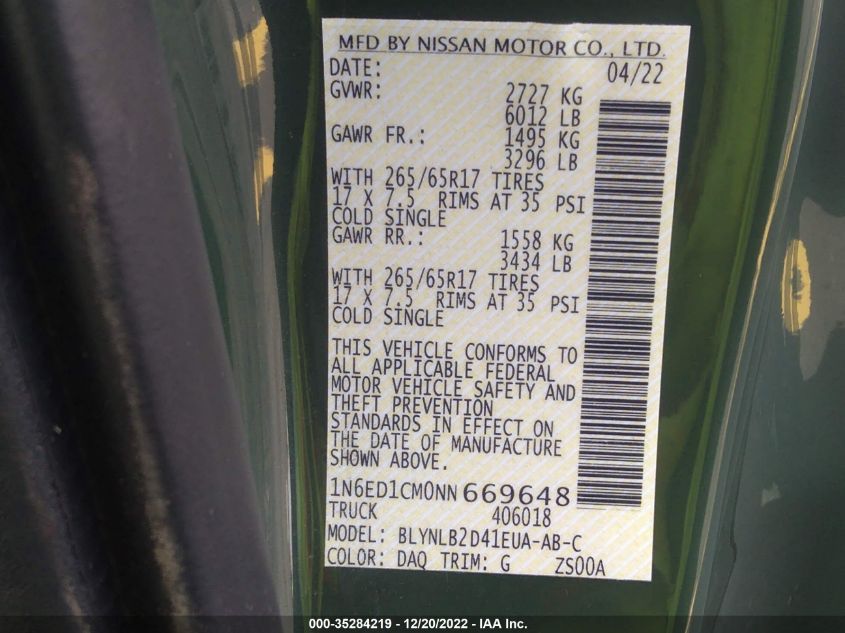 MFD BY NISSAN MOTOR CO., LTD.
DATE: 04/22
GVWR: 2727 KG
6012 LB
GAWR FR.: 1495 KG
3296 LB
WITH 265/65R17 TIRES
17 X 7.5 RIMS AT 35 PSI
COLD SINGLE
GAWR RR.: 1558 KG
3434 LB
WITH 265/65R17 TIRES
17 X 7.5 RIMS AT 35 PSI
COLD SINGLE
THIS VEHICLE CONFORMS TO
ALL APPLICABLE FEDERAL
MOTOR VEHICLE SAFETY AND
THEFT PREVENTION
STANDARDS IN EFFECT ON
THE DATE OF MANUFACTURE
SHOWN ABOVE.
1N6ED1CM0NN 669648
TRUCK 406018
MODEL: BLYNLB2D41EUA-AB-C
COLOR: DAQ TRIM: G ZS00A
000-35284219 - 12/20/2022 - IAA Inc.